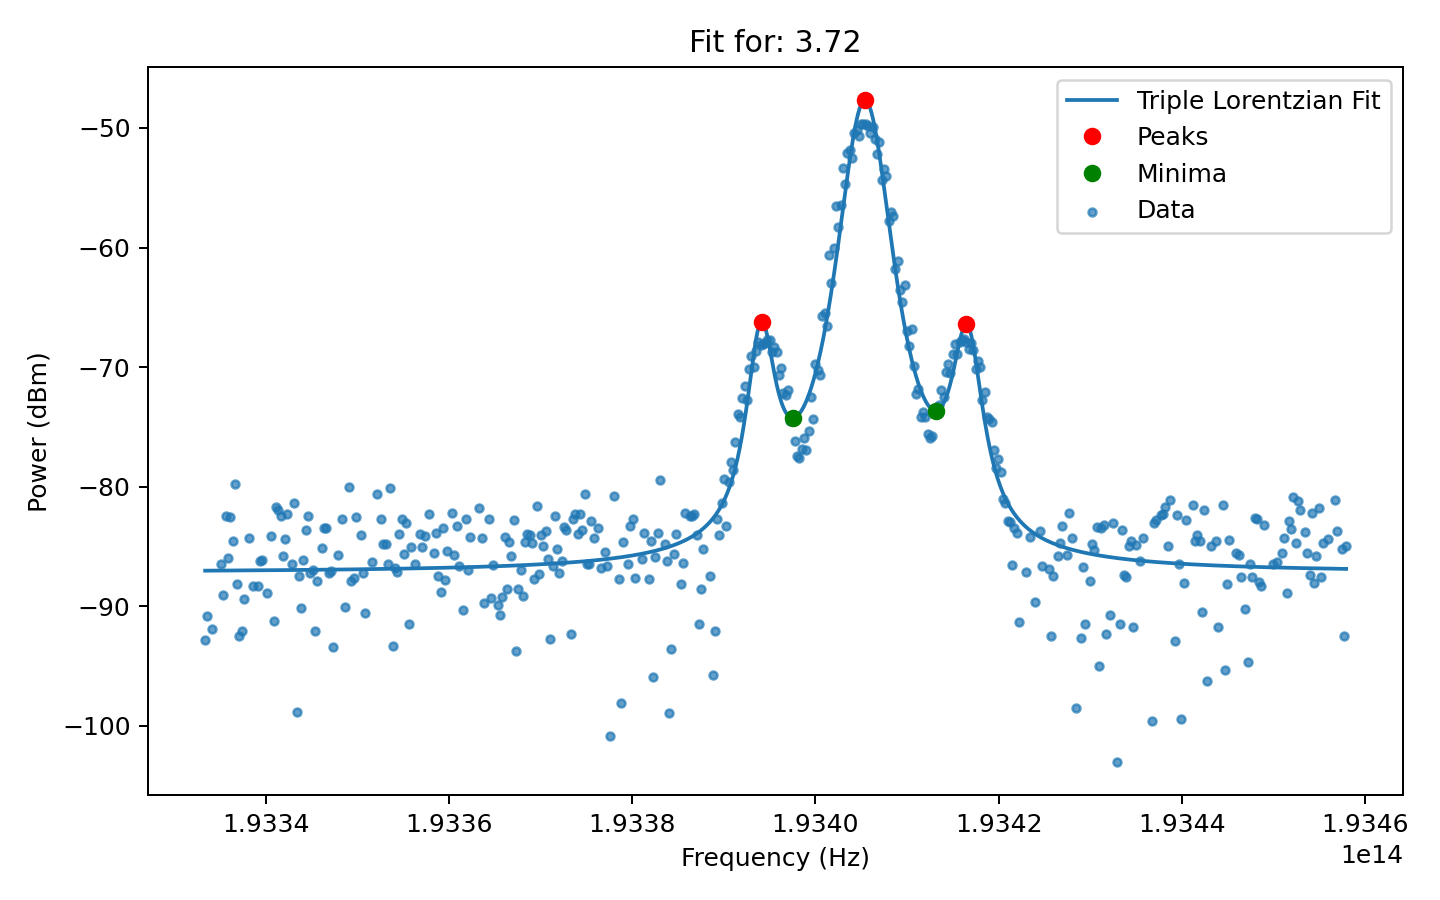 Fit for: 3.72
Triple Lorentzian Fit
Peaks
Minima
Data
Power (dBm)
−50
−60
−70
−80
−90
−100
1.9334 1.9336 1.9338 1.9340 1.9342 1.9344 1.9346
1e14
Frequency (Hz)